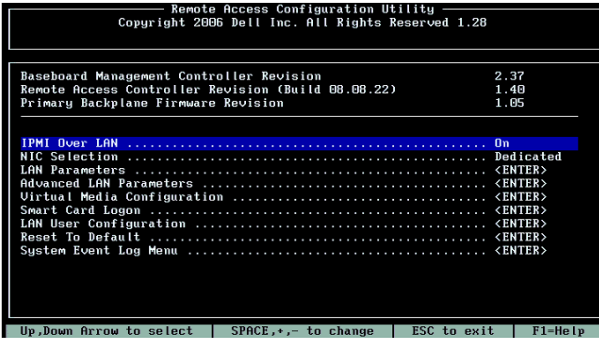 Remote Access Configuration Utility
Copyright 2006 Dell Inc. All Rights Reserved 1.28
Baseboard Management Controller Revision 2.37
Remote Access Controller Revision (Build 08.08.22) 1.40
Primary Backplane Firmware Revision 1.05
IPMI Over LAN ................................................ On
NIC Selection ................................................ Dedicated
LAN Parameters ............................................... <ENTER>
Advanced LAN Parameters ...................................... <ENTER>
Virtual Media Configuration .................................. <ENTER>
Smart Card Logon ............................................. <ENTER>
LAN User Configuration ....................................... <ENTER>
Reset To Default ............................................. <ENTER>
System Event Log Menu ........................................ <ENTER>
Up,Down Arrow to select SPACE,+,- to change ESC to exit F1=Help